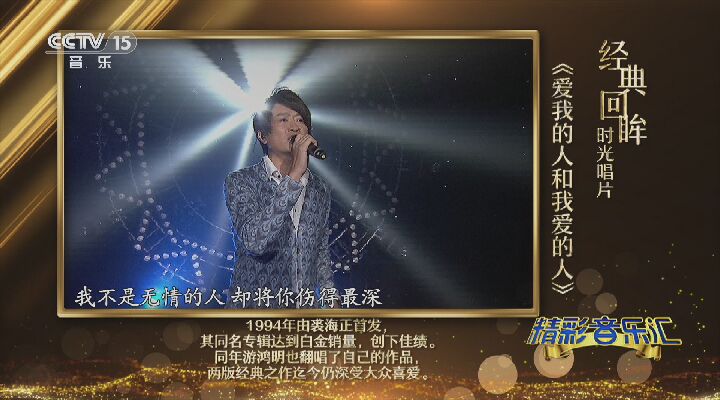 CCTV 15
音乐
经典回眸
时光唱片
《爱我的人和我爱的人》
我不是无情的人 却将你伤得最深
1994年由裘海正首发，
其同名专辑达到白金销量，创下佳绩。
同年游鸿明也翻唱了自己的作品，
两版经典之作迄今仍深受大众喜爱。
精彩音乐汇